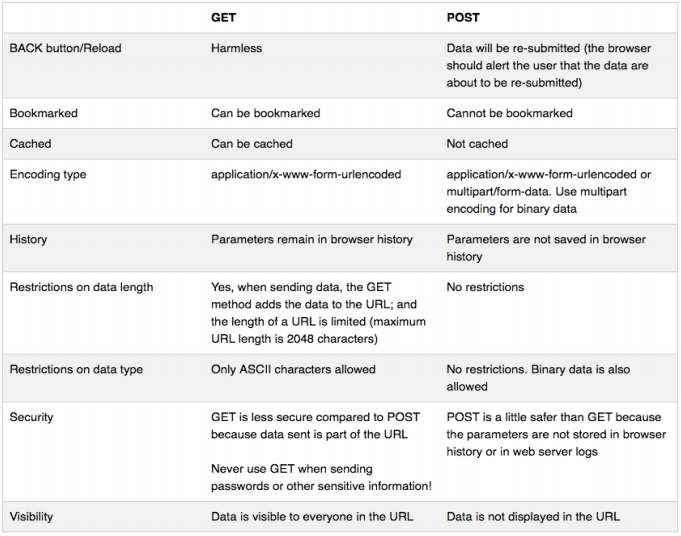 GET POST
BACK button/Reload Harmless Data will be re-submitted (the browser
should alert the user that the data are
about to be re-submitted)
Bookmarked Can be bookmarked Cannot be bookmarked
Cached Can be cached Not cached
Encoding type application/x-www-form-urlencoded application/x-www-form-urlencoded or
multipart/form-data. Use multipart
encoding for binary data
History Parameters remain in browser history Parameters are not saved in browser
history
Restrictions on data length Yes, when sending data, the GET No restrictions
method adds the data to the URL; and
the length of a URL is limited (maximum
URL length is 2048 characters)
Restrictions on data type Only ASCII characters allowed No restrictions. Binary data is also
allowed
Security GET is less secure compared to POST POST is a little safer than GET because
because data sent is part of the URL the parameters are not stored in browser
history or in web server logs
Never use GET when sending
passwords or other sensitive information!
Visibility Data is visible to everyone in the URL Data is not displayed in the URL